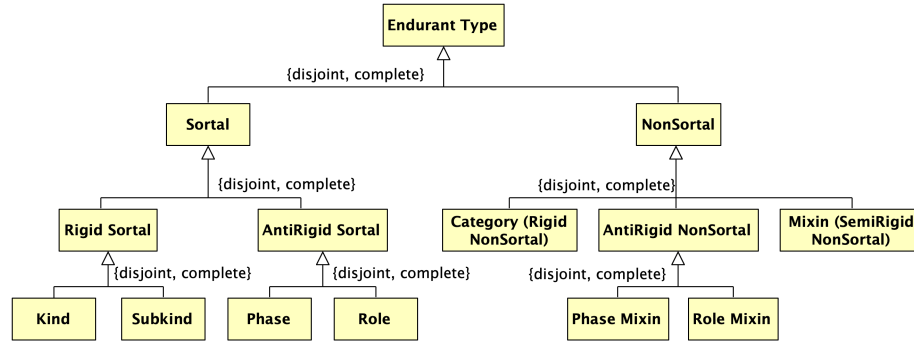 Endurant Type
{disjoint, complete}
Sortal
NonSortal
{disjoint, complete}
{disjoint, complete}
Rigid Sortal
AntiRigid Sortal
Category (Rigid
NonSortal)
AntiRigid NonSortal
Mixin (SemiRigid
NonSortal)
{disjoint, complete}
{disjoint, complete}
{disjoint, complete}
Kind
Subkind
Phase
Role
Phase Mixin
Role Mixin